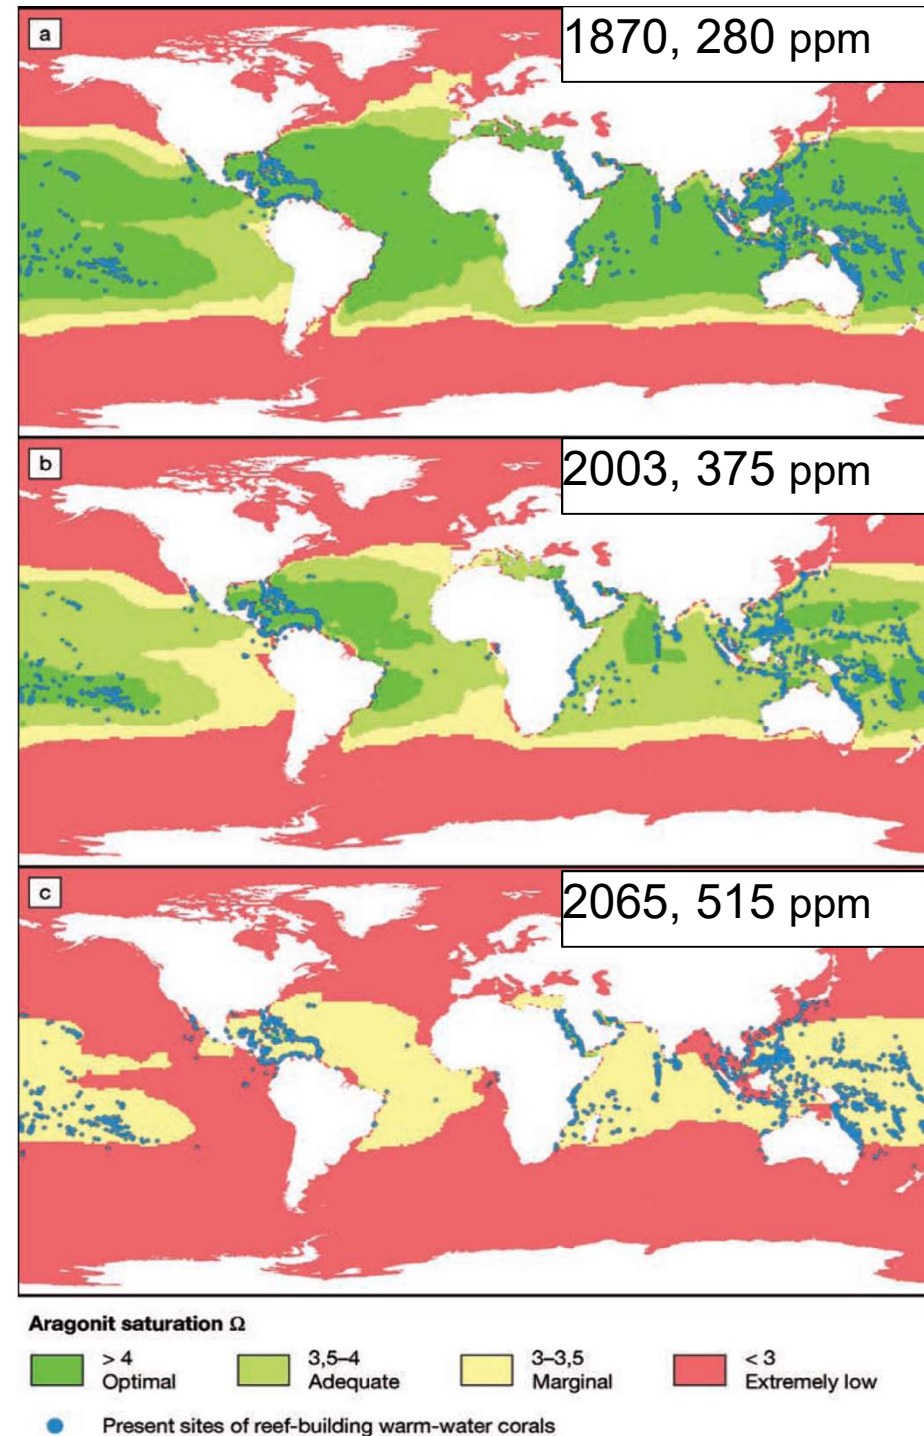 a
1870, 280 ppm
b
2003, 375 ppm
c
2065, 515 ppm
Aragonit saturation Ω
> 4
Optimal
3,5–4
Adequate
3–3,5
Marginal
< 3
Extremely low
Present sites of reef-building warm-water corals